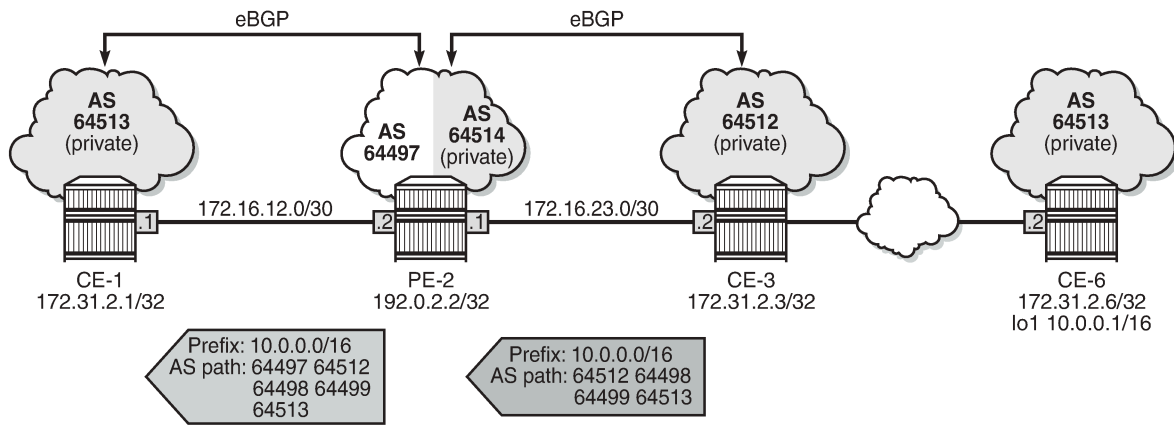 eBGP
eBGP
AS
64513
(private)
AS
64497
AS
64514
(private)
AS
64512
(private)
AS
64513
(private)
172.16.12.0/30
172.16.23.0/30
.1
.2
.1
.2
.2
CE-1
172.31.2.1/32
PE-2
192.0.2.2/32
CE-3
172.31.2.3/32
CE-6
172.31.2.6/32
lo1 10.0.0.1/16
Prefix: 10.0.0.0/16
AS path: 64497 64512
64498 64499
64513
Prefix: 10.0.0.0/16
AS path: 64512 64498
64499 64513